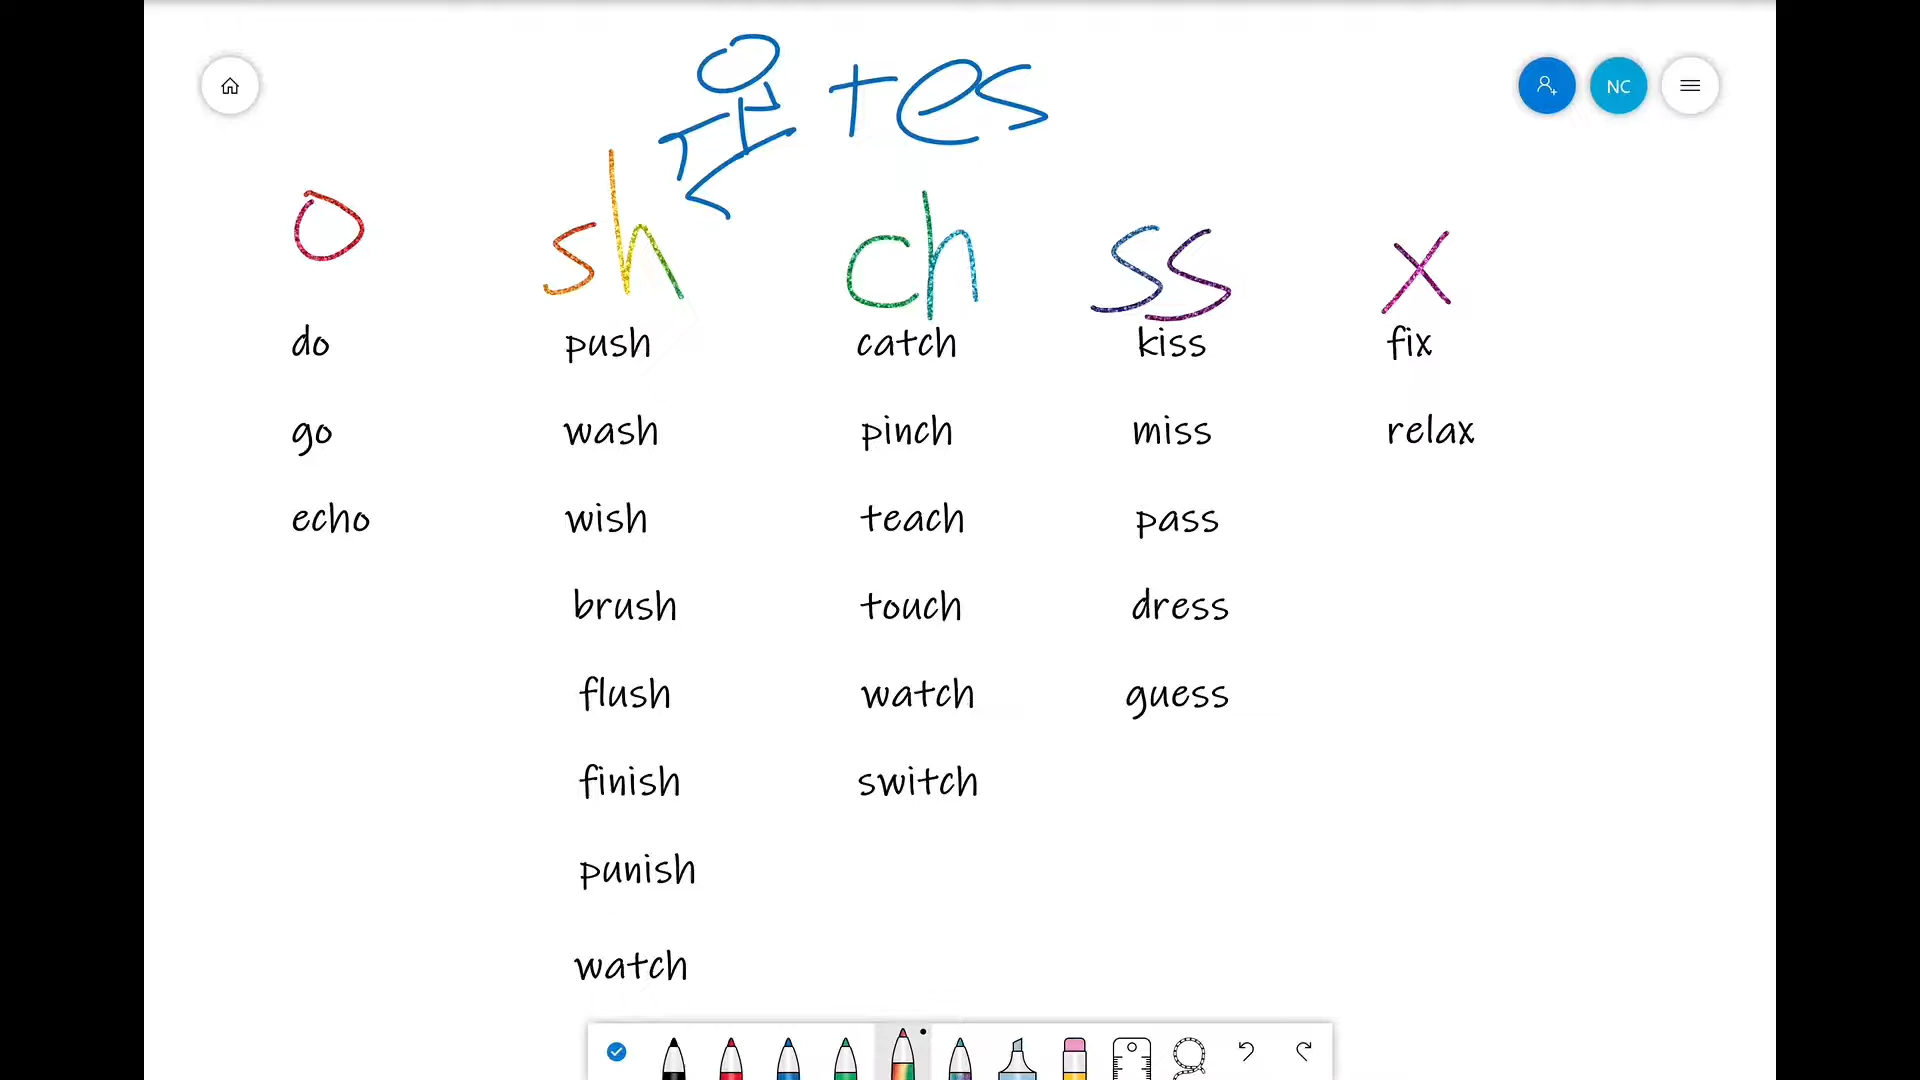 NC
+es
o sh ch ss x
do push catch kiss fix
go wash pinch miss relax
echo wish teach pass
brush touch dress
flush watch guess
finish switch
punish
watch